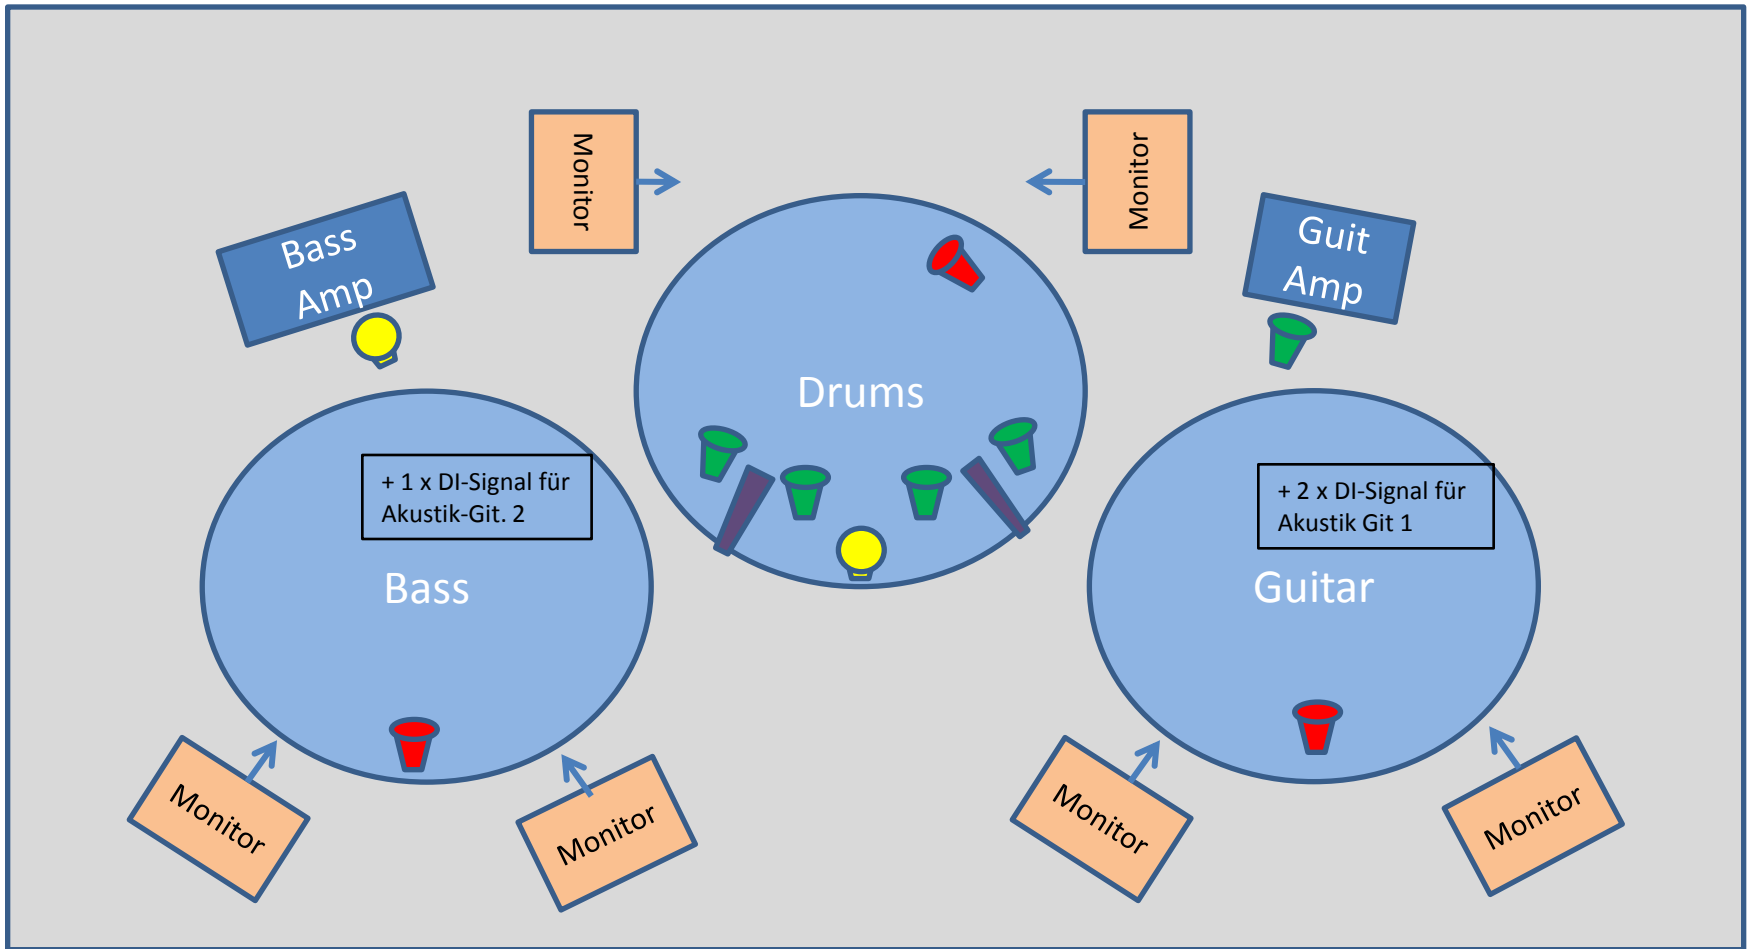 Monitor
Monitor
Bass
Amp
Guit
Amp
Drums
+ 1 x DI-Signal für
Akustik-Git. 2
+ 2 x DI-Signal für
Akustik Git 1
Bass
Guitar
Monitor
Monitor
Monitor
Monitor